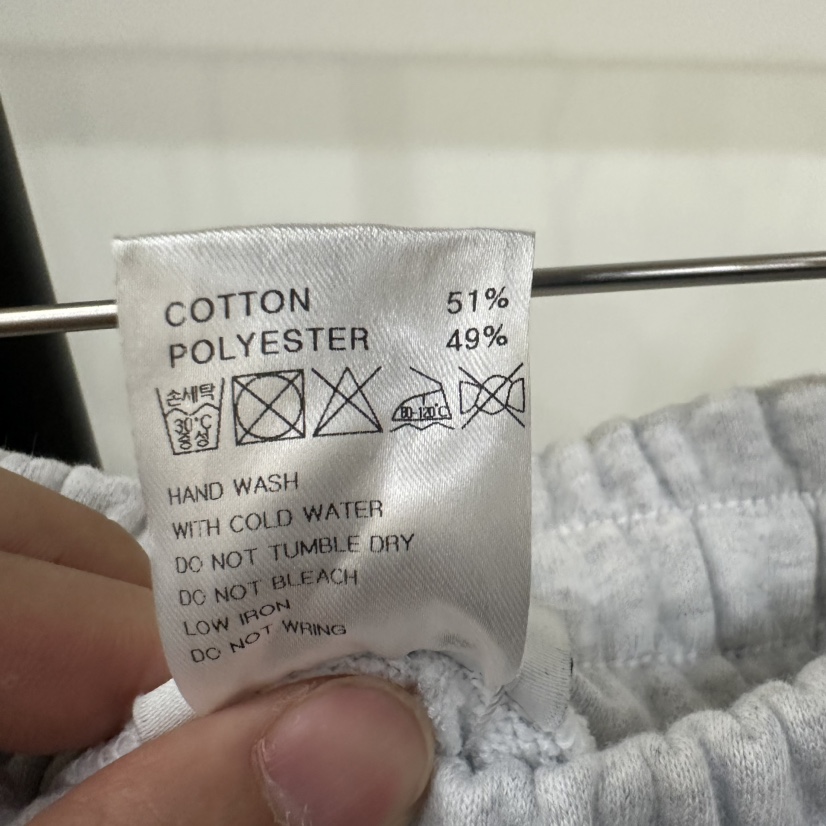 COTTON 51%
POLYESTER 49%
손세탁
30°C
중성
80-120°C
HAND WASH
WITH COLD WATER
DO NOT TUMBLE DRY
DO NOT BLEACH
LOW IRON
DO NOT WRING